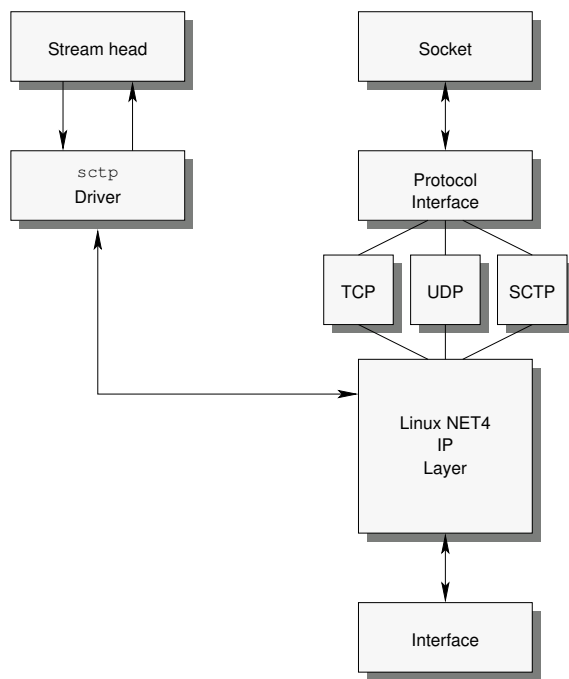 Stream head
Socket
sctp
Driver
Protocol
Interface
TCP
UDP
SCTP
Linux NET4
IP
Layer
Interface